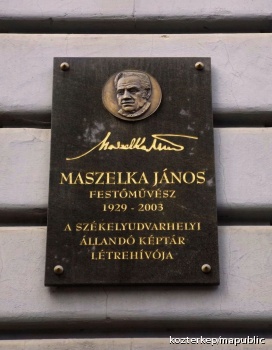 MASZELKA JÁNOS
FESTŐMŰVÉSZ
1929 - 2003
A SZÉKELYUDVARHELYI
ÁLLANDÓ KÉPTÁR
LÉTREHÍVÓJA
kozterkep/mapublic